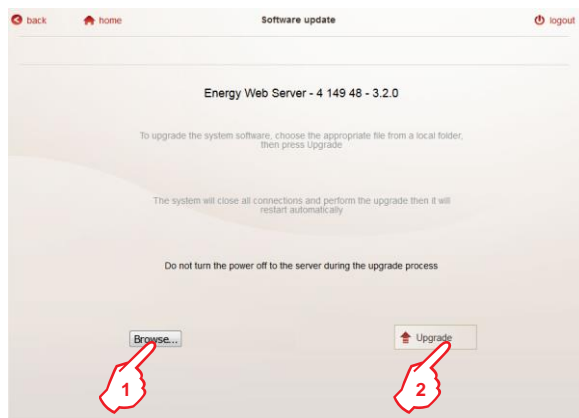 back home Software update logout
Energy Web Server - 4 149 48 - 3.2.0
To upgrade the system software, choose the appropriate file from a local folder,
then press Upgrade
The system will close all connections and perform the upgrade then it will
restart automatically
Do not turn the power off to the server during the upgrade process
Browse... Upgrade
1 2